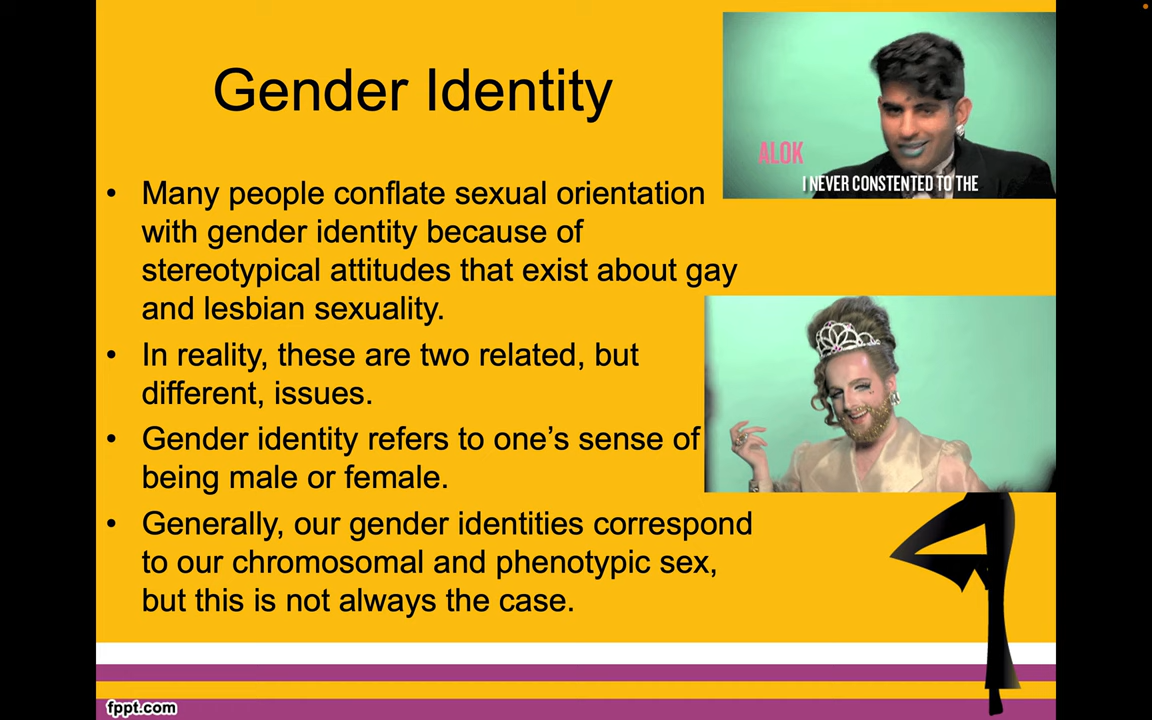 Gender Identity
ALOK
I NEVER CONSTENTED TO THE
• Many people conflate sexual orientation
with gender identity because of
stereotypical attitudes that exist about gay
and lesbian sexuality.
• In reality, these are two related, but
different, issues.
• Gender identity refers to one’s sense of
being male or female.
• Generally, our gender identities correspond
to our chromosomal and phenotypic sex,
but this is not always the case.
fppt.com